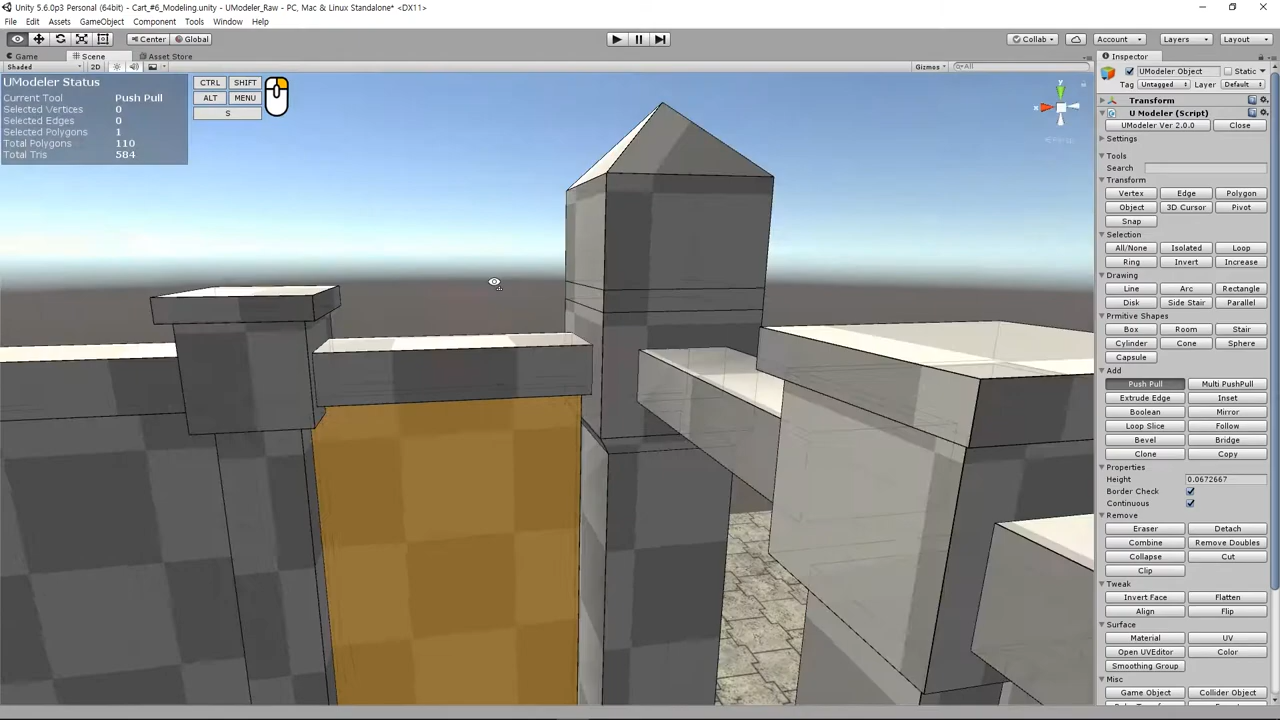 Unity 5.6.0p3 Personal (64bit) - Cart_#6_Modeling.unity - UModeler_Raw - PC, Mac & Linux Standalone* <DX11>
File Edit Assets GameObject Component Tools Window Help
Center Global
Collab Account Layers Layout
Game Scene Asset Store
Inspector
Shaded 2D Gizmos All
UModeler Status
Current Tool Push Pull
Selected Vertices 0
Selected Edges 0
Selected Polygons 1
Total Polygons 110
Total Tris 584
CTRL SHIFT
ALT MENU
S
Persp
UModeler Object Static
Tag Untagged Layer Default
Transform
U Modeler (Script)
UModeler Ver 2.0.0 Close
Settings
Tools
Search
Transform
Vertex Edge Polygon
Object 3D Cursor Pivot
Snap
Selection
All/None Isolated Loop
Ring Invert Increase
Drawing
Line Arc Rectangle
Disk Side Stair Parallel
Prmitive Shapes
Box Room Stair
Cylinder Cone Sphere
Capsule
Add
Push Pull Multi PushPull
Extrude Edge Inset
Boolean Mirror
Loop Slice Follow
Bevel Bridge
Clone Copy
Properties
Height 0.0672667
Border Check
Continuous
Remove
Eraser Detach
Combine Remove Doubles
Collapse Cut
Clip
Tweak
Invert Face Flatten
Align Flip
Surface
Material UV
Open UVEditor Color
Smoothing Group
Misc
Game Object Collider Object